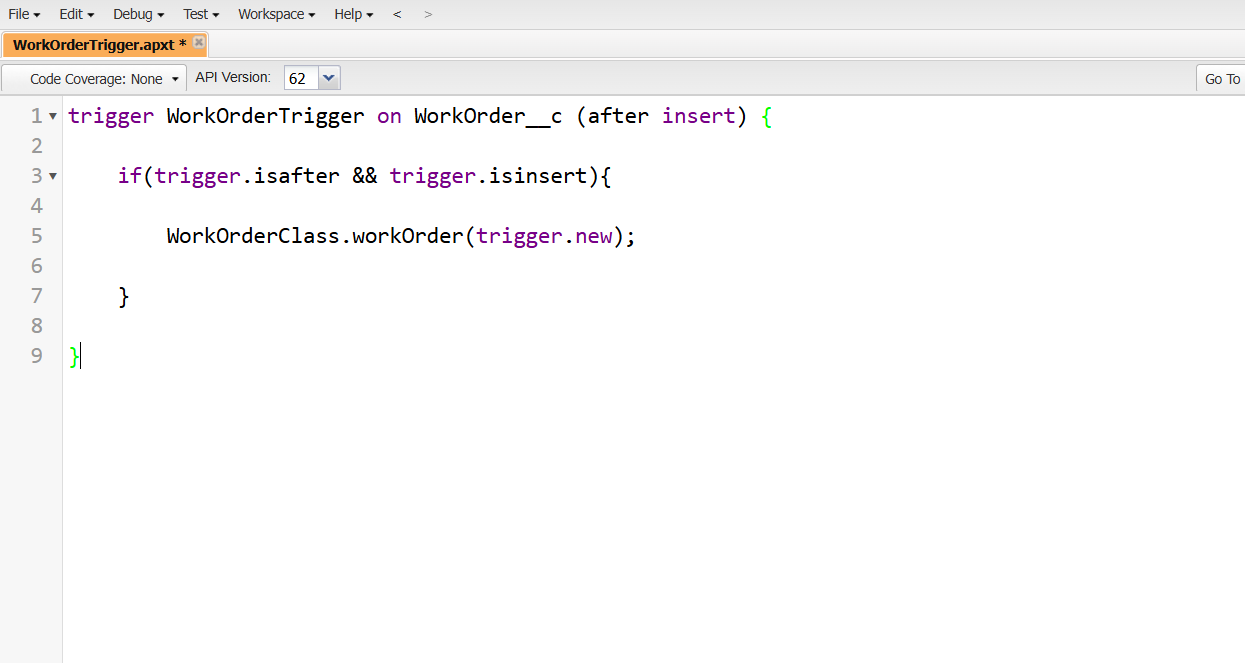 File Edit Debug Test Workspace Help < >
WorkOrderTrigger.apxt *
Code Coverage: None API Version: 62 Go To
1 trigger WorkOrderTrigger on WorkOrder__c (after insert) {
2
3     if(trigger.isafter && trigger.isinsert){
4
5         WorkOrderClass.workOrder(trigger.new);
6
7     }
8
9 }